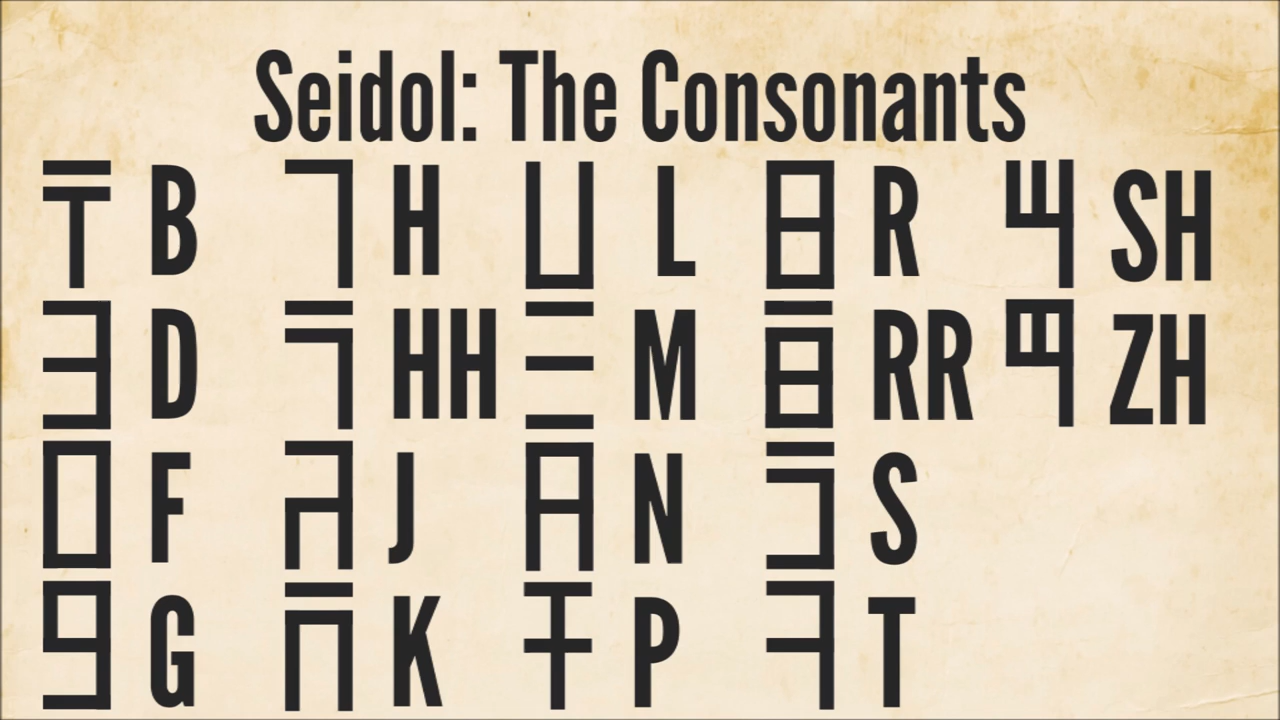 Seidol: The Consonants
B H L R SH
D HH M RR ZH
F J N S
G K P T